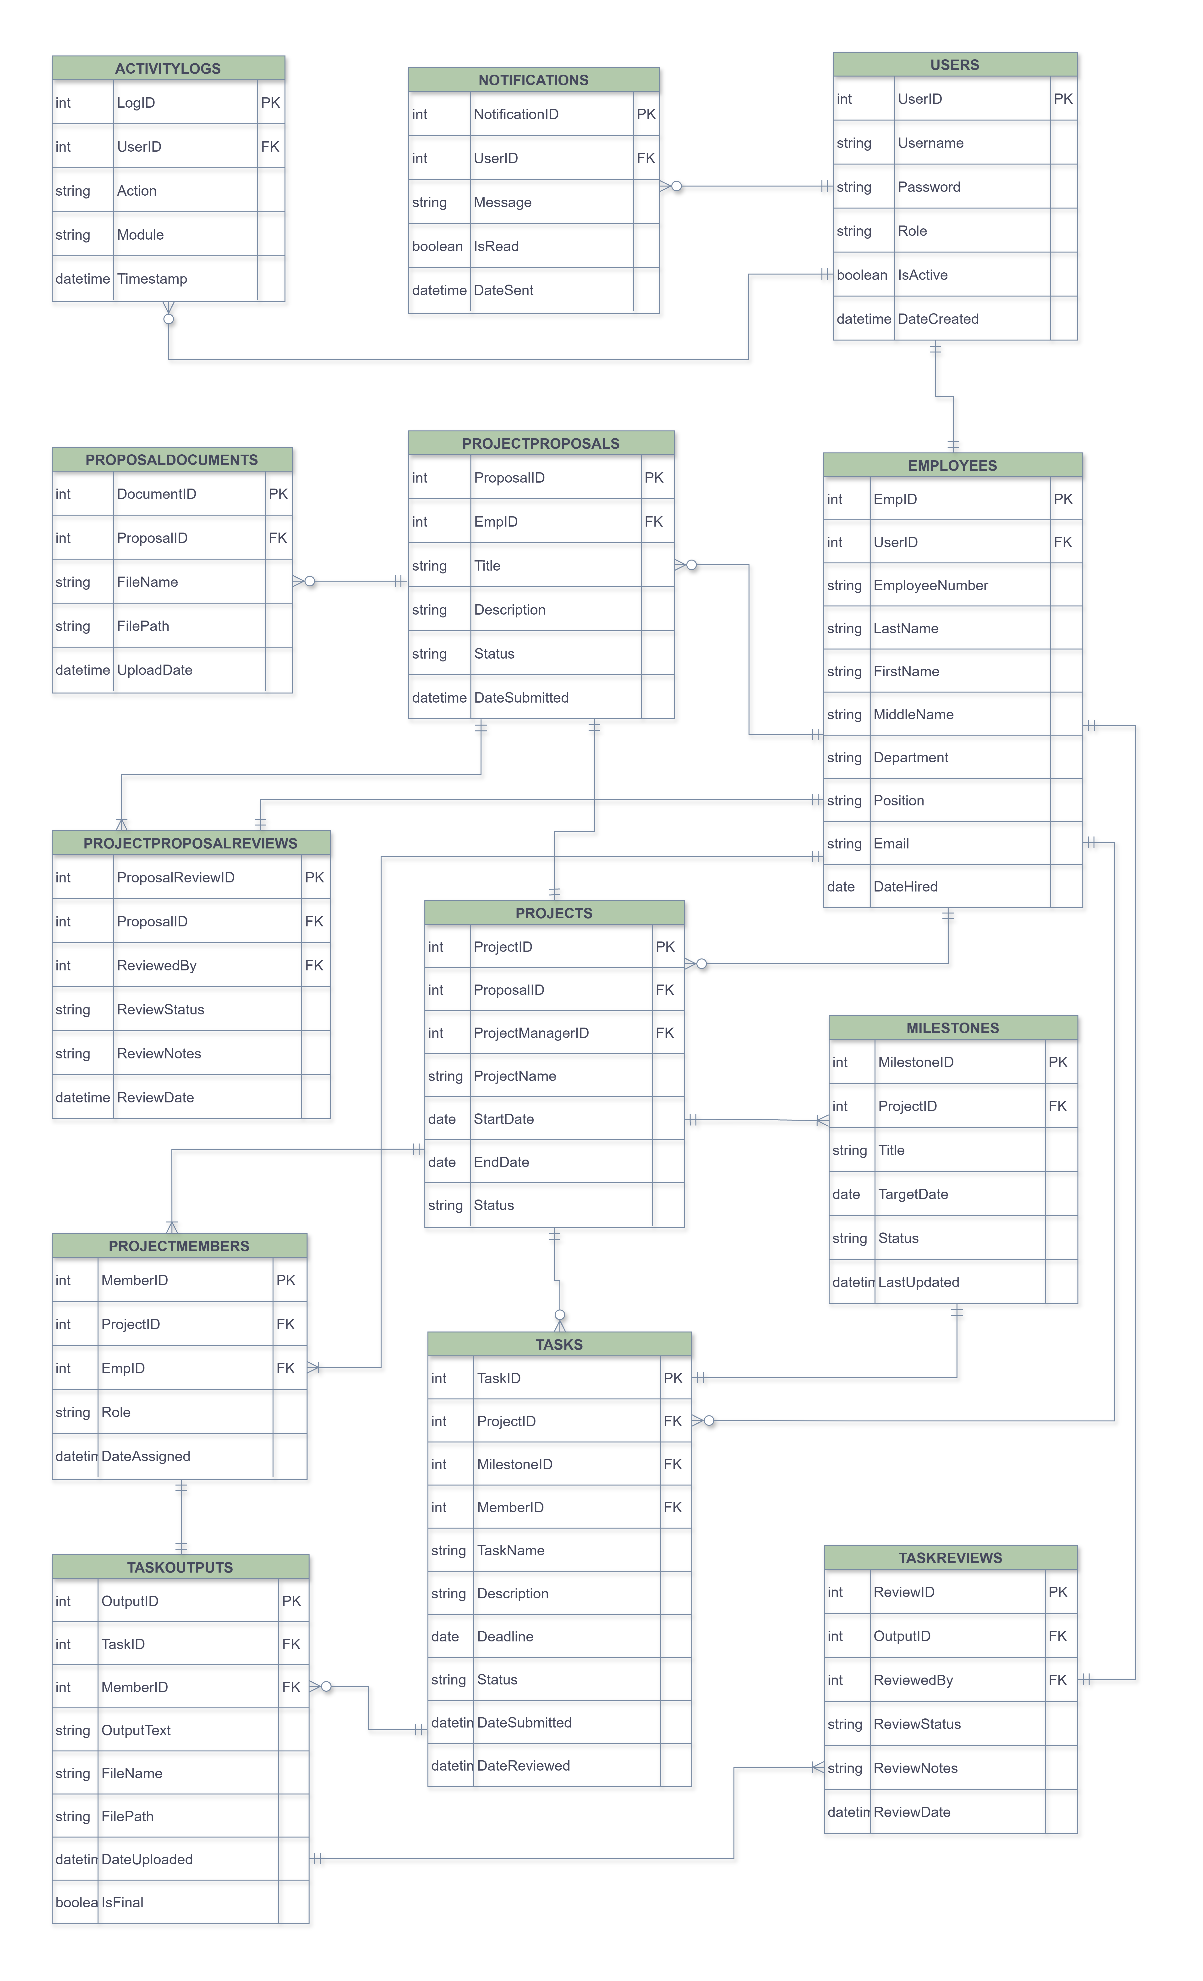 ACTIVITYLOGS
int LogID PK
int UserID FK
string Action
string Module
datetime Timestamp
NOTIFICATIONS
int NotificationID PK
int UserID FK
string Message
boolean IsRead
datetime DateSent
USERS
int UserID PK
string Username
string Password
string Role
boolean IsActive
datetime DateCreated
PROPOSALDOCUMENTS
int DocumentID PK
int ProposalID FK
string FileName
string FilePath
datetime UploadDate
PROJECTPROPOSALS
int ProposalID PK
int EmpID FK
string Title
string Description
string Status
datetime DateSubmitted
EMPLOYEES
int EmpID PK
int UserID FK
string EmployeeNumber
string LastName
string FirstName
string MiddleName
string Department
string Position
string Email
date DateHired
PROJECTPROPOSALREVIEWS
int ProposalReviewID PK
int ProposalID FK
int ReviewedBy FK
string ReviewStatus
string ReviewNotes
datetime ReviewDate
PROJECTS
int ProjectID PK
int ProposalID FK
int ProjectManagerID FK
string ProjectName
date StartDate
date EndDate
string Status
MILESTONES
int MilestoneID PK
int ProjectID FK
string Title
date TargetDate
string Status
datetin LastUpdated
PROJECTMEMBERS
int MemberID PK
int ProjectID FK
int EmpID FK
string Role
datetin DateAssigned
TASKS
int TaskID PK
int ProjectID FK
int MilestoneID FK
int MemberID FK
string TaskName
string Description
date Deadline
string Status
datetin DateSubmitted
datetin DateReviewed
TASKOUTPUTS
int OutputID PK
int TaskID FK
int MemberID FK
string OutputText
string FileName
string FilePath
datetin DateUploaded
boolea IsFinal
TASKREVIEWS
int ReviewID PK
int OutputID FK
int ReviewedBy FK
string ReviewStatus
string ReviewNotes
datetin ReviewDate